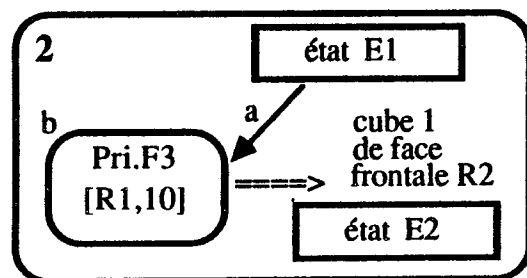 2
état E1
a
b
Pri.F3
[R1,10]
====>
cube 1
de face
frontale R2
état E2